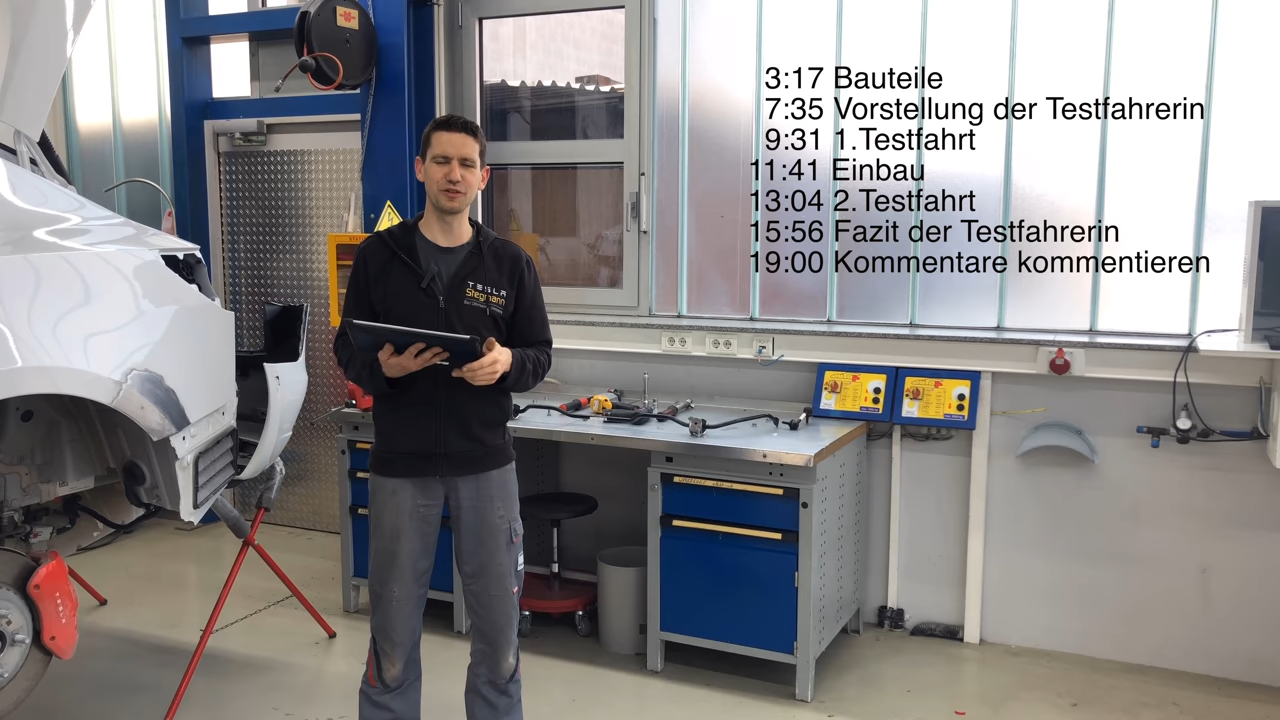 3:17 Bauteile
7:35 Vorstellung der Testfahrerin
9:31 1.Testfahrt
11:41 Einbau
13:04 2.Testfahrt
15:56 Fazit der Testfahrerin
19:00 Kommentare kommentieren
TESLA
Stegmann